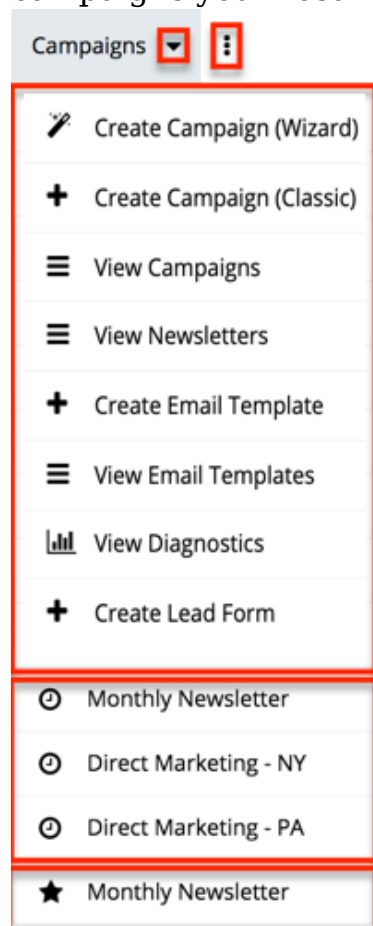 Campaigns
Create Campaign (Wizard)
Create Campaign (Classic)
View Campaigns
View Newsletters
Create Email Template
View Email Templates
View Diagnostics
Create Lead Form
Monthly Newsletter
Direct Marketing - NY
Direct Marketing - PA
Monthly Newsletter